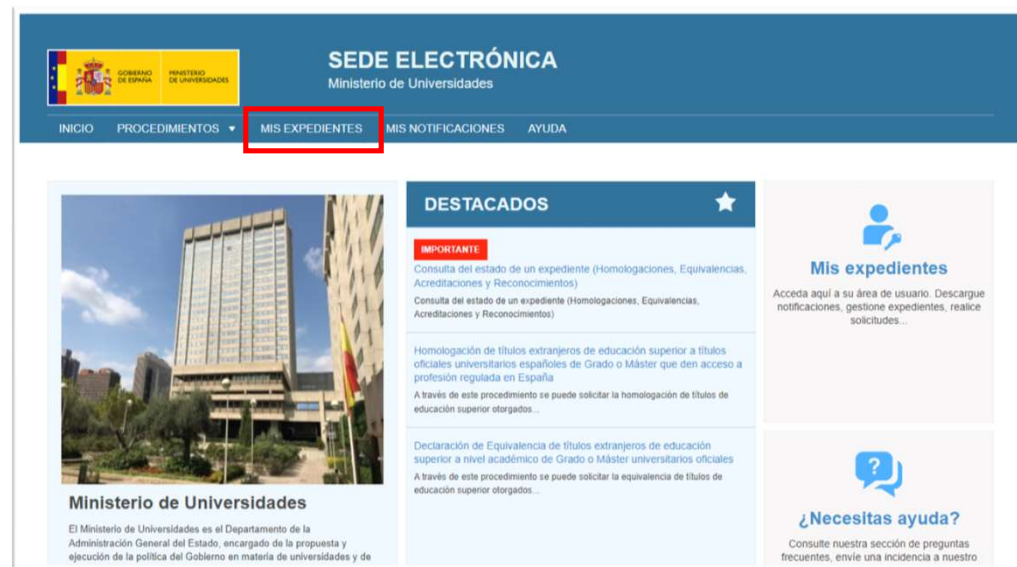 GOBIERNO
DE ESPAÑA
MINISTERIO
DE UNIVERSIDADES
SEDE ELECTRÓNICA
Ministerio de Universidades
INICIO PROCEDIMIENTOS MIS EXPEDIENTES MIS NOTIFICACIONES AYUDA
Ministerio de Universidades
El Ministerio de Universidades es el Departamento de la
Administración General del Estado, encargado de la propuesta y
ejecución de la política del Gobierno en materia de universidades y de
DESTACADOS
IMPORTANTE
Consulta del estado de un expediente (Homologaciones, Equivalencias,
Acreditaciones y Reconocimientos)
Consulta del estado de un expediente (Homologaciones, Equivalencias,
Acreditaciones y Reconocimientos)
Homologación de títulos extranjeros de educación superior a títulos
oficiales universitarios españoles de Grado o Máster que den acceso a
profesión regulada en España
A través de este procedimiento se puede solicitar la homologación de títulos de
educación superior otorgados...
Declaración de Equivalencia de títulos extranjeros de educación
superior a nivel académico de Grado o Máster universitarios oficiales
A través de este procedimiento se puede solicitar la equivalencia de títulos de
educación superior otorgados...
Mis expedientes
Acceda aquí a su área de usuario. Descargue
notificaciones, gestione expedientes, realice
solicitudes...
¿Necesitas ayuda?
Consulte nuestra sección de preguntas
frecuentes, envíe una incidencia a nuestro